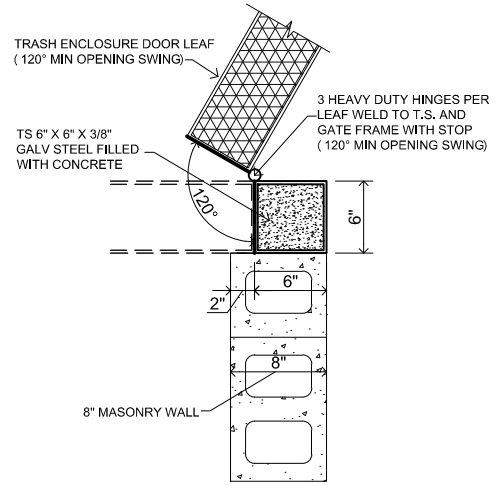 TRASH ENCLOSURE DOOR LEAF
( 120° MIN OPENING SWING)
3 HEAVY DUTY HINGES PER
LEAF WELD TO T.S. AND
GATE FRAME WITH STOP
( 120° MIN OPENING SWING)
TS 6" X 6" X 3/8"
GALV STEEL FILLED
WITH CONCRETE
120°
6"
6"
2"
8"
8" MASONRY WALL